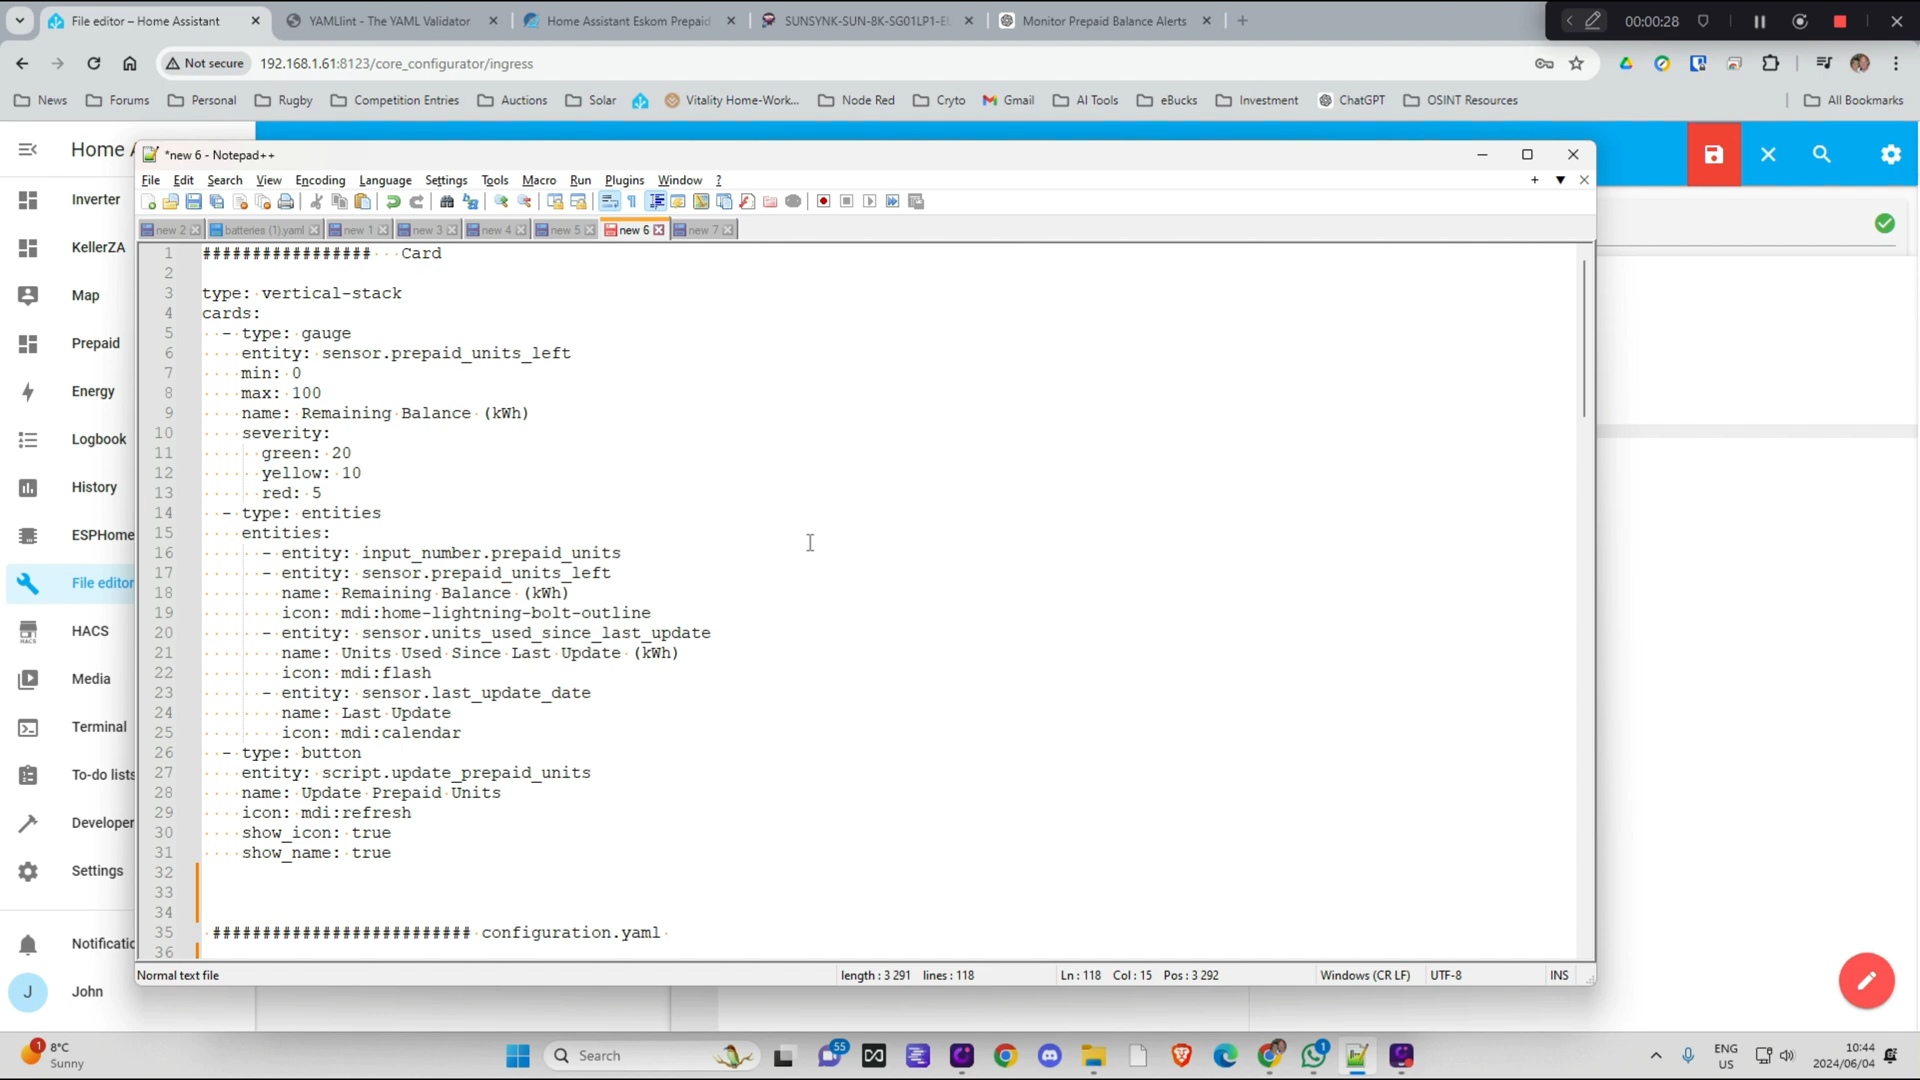 File editor – Home Assistant
YAMLlint - The YAML Validator
Home Assistant Eskom Prepaid
SUNSYNK-SUN-8K-SG01LP1-E
Monitor Prepaid Balance Alerts
00:00:28
Not secure
192.168.1.61:8123/core_configurator/ingress
News
Forums
Personal
Rugby
Competition Entries
Auctions
Solar
Vitality Home-Work...
Node Red
Cryto
Gmail
AI Tools
eBucks
Investment
ChatGPT
OSINT Resources
All Bookmarks
Home A
Inverter
KellerZA
Map
Prepaid
Energy
Logbook
History
ESPHome
File editor
HACS
HACS
Media
Terminal
To-do lists
Developer
Settings
Notificatio
J
John
*new 6 - Notepad++
File
Edit
Search
View
Encoding
Language
Settings
Tools
Macro
Run
Plugins
Window
?
new 2
batteries (1).yaml
new 1
new 3
new 4
new 5
new 6
new 7
1 ################# Card
2
3 type: vertical-stack
4 cards:
5 - type: gauge
6 entity: sensor.prepaid_units_left
7 min: 0
8 max: 100
9 name: Remaining Balance (kWh)
10 severity:
11 green: 20
12 yellow: 10
13 red: 5
14 - type: entities
15 entities:
16 - entity: input_number.prepaid_units
17 - entity: sensor.prepaid_units_left
18 name: Remaining Balance (kWh)
19 icon: mdi:home-lightning-bolt-outline
20 - entity: sensor.units_used_since_last_update
21 name: Units Used Since Last Update (kWh)
22 icon: mdi:flash
23 - entity: sensor.last_update_date
24 name: Last Update
25 icon: mdi:calendar
26 - type: button
27 entity: script.update_prepaid_units
28 name: Update Prepaid Units
29 icon: mdi:refresh
30 show_icon: true
31 show_name: true
32
33
34
35 ########################## configuration.yaml
36
Normal text file
length : 3 291 lines : 118
Ln : 118 Col : 15 Pos : 3 292
Windows (CR LF)
UTF-8
INS
1
8°C
Sunny
Search
55
1
ENG
US
10:44
2024/06/04